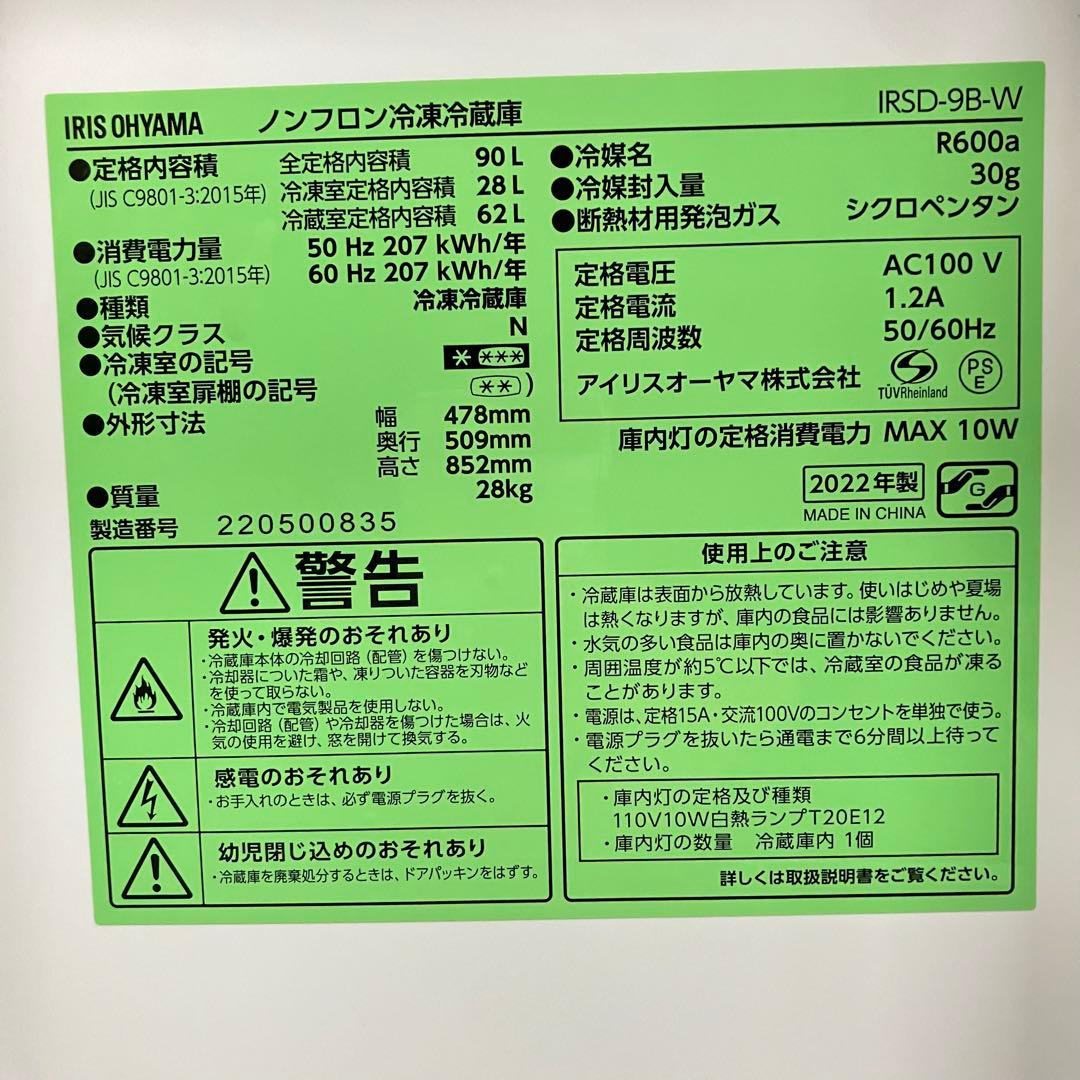 IRIS OHYAMA ノンフロン冷凍冷蔵庫 IRSD-9B-W
●定格内容積 全定格内容積 90 L
(JIS C9801-3:2015年) 冷凍室定格内容積 28 L
冷蔵室定格内容積 62 L
●消費電力量 50 Hz 207 kWh/年
(JIS C9801-3:2015年) 60 Hz 207 kWh/年
●種類 冷凍冷蔵庫
●気候クラス N
●冷凍室の記号 * ***
(冷凍室扉棚の記号 ** )
●外形寸法 幅 478mm
奥行 509mm
高さ 852mm
●質量 28kg
製造番号 220500835
●冷媒名 R600a
●冷媒封入量 30g
●断熱材用発泡ガス シクロペンタン
定格電圧 AC100 V
定格電流 1.2A
定格周波数 50/60Hz
アイリスオーヤマ株式会社 TÜVRheinland PSE
庫内灯の定格消費電力 MAX 10W
2022年製
MADE IN CHINA G
警告
発火・爆発のおそれあり
・冷蔵庫本体の冷却回路(配管)を傷つけない。
・冷却器についた霜や、凍りついた容器を刃物など
を使って取らない。
・冷蔵庫内で電気製品を使用しない。
・冷却回路(配管)や冷却器を傷つけた場合は、火
気の使用を避け、窓を開けて換気する。
感電のおそれあり
・お手入れのときは、必ず電源プラグを抜く。
幼児閉じ込めのおそれあり
・冷蔵庫を廃棄処分するときは、ドアパッキンをはずす。
使用上のご注意
・冷蔵庫は表面から放熱しています。使いはじめや夏場
は熱くなりますが、庫内の食品には影響ありません。
・水気の多い食品は庫内の奥に置かないでください。
・周囲温度が約5℃以下では、冷蔵室の食品が凍る
ことがあります。
・電源は、定格15A・交流100Vのコンセントを単独で使う。
・電源プラグを抜いたら通電まで6分間以上待って
ください。
・庫内灯の定格及び種類
110V10W白熱ランプT20E12
・庫内灯の数量 冷蔵庫内 1個
詳しくは取扱説明書をご覧ください。